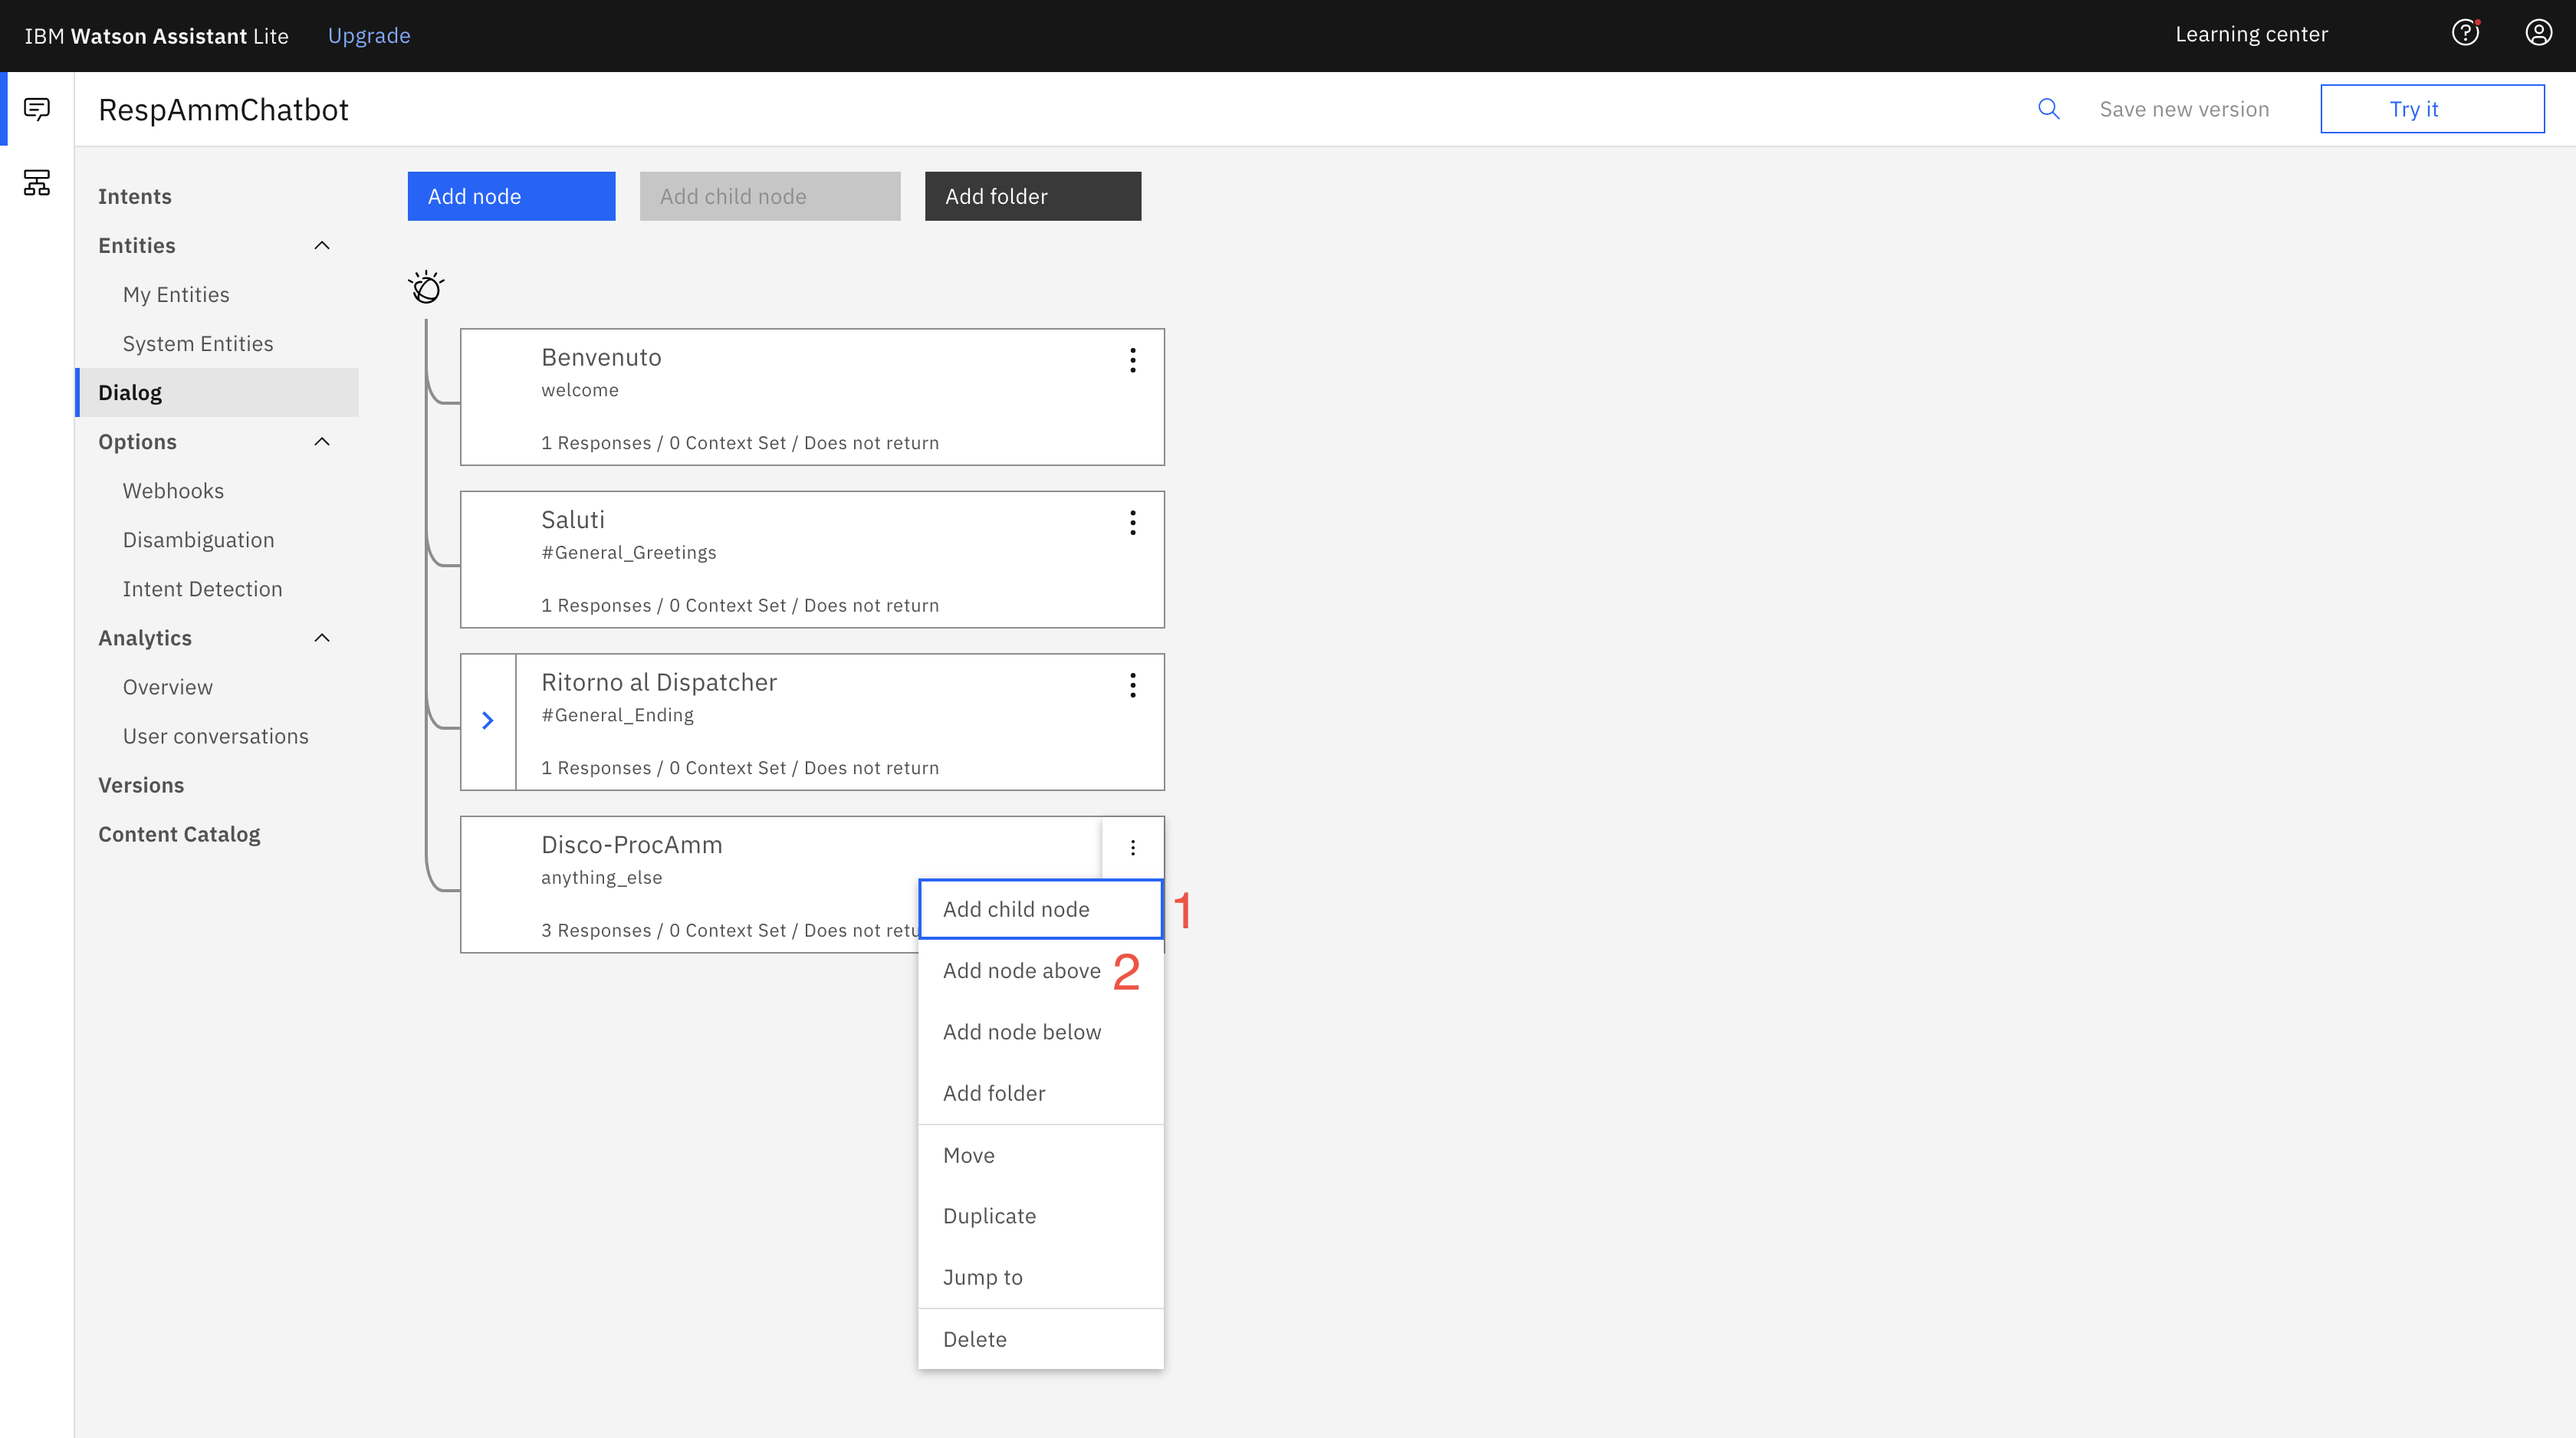 IBM Watson Assistant Lite
Upgrade
Learning center
RespAmmChatbot
Save new version
Try it
Intents
Entities
My Entities
System Entities
Dialog
Options
Webhooks
Disambiguation
Intent Detection
Analytics
Overview
User conversations
Versions
Content Catalog
Add node
Add child node
Add folder
Benvenuto
welcome
1 Responses / 0 Context Set / Does not return
Saluti
#General_Greetings
1 Responses / 0 Context Set / Does not return
Ritorno al Dispatcher
#General_Ending
1 Responses / 0 Context Set / Does not return
Disco-ProcAmm
anything_else
3 Responses / 0 Context Set / Does not retu
Add child node
1
Add node above
2
Add node below
Add folder
Move
Duplicate
Jump to
Delete